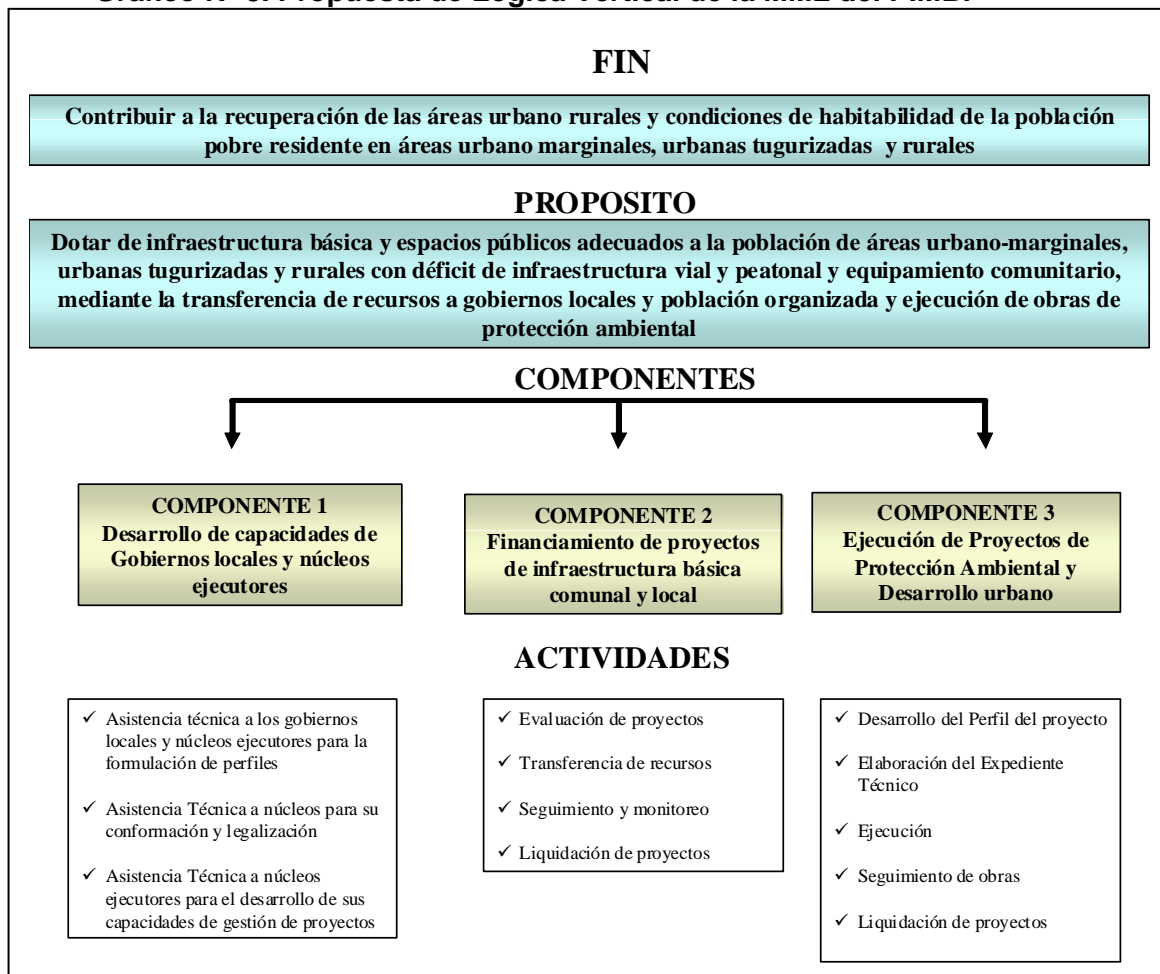 FIN
Contribuir a la recuperación de las áreas urbano rurales y condiciones de habitabilidad de la población
pobre residente en áreas urbano marginales, urbanas tugurizadas y rurales
PROPOSITO
Dotar de infraestructura básica y espacios públicos adecuados a la población de áreas urbano-marginales,
urbanas tugurizadas y rurales con déficit de infraestructura vial y peatonal y equipamiento comunitario,
mediante la transferencia de recursos a gobiernos locales y población organizada y ejecución de obras de
protección ambiental
COMPONENTES
COMPONENTE 1
Desarrollo de capacidades de
Gobiernos locales y núcleos
ejecutores
COMPONENTE 2
Financiamiento de proyectos
de infraestructura básica
comunal y local
COMPONENTE 3
Ejecución de Proyectos de
Protección Ambiental y
Desarrollo urbano
ACTIVIDADES
✓ Asistencia técnica a los gobiernos
locales y núcleos ejecutores para la
formulación de perfiles
✓ Asistencia Técnica a núcleos para su
conformación y legalización
✓ Asistencia Técnica a núcleos
ejecutores para el desarrollo de sus
capacidades de gestión de proyectos
✓ Evaluación de proyectos
✓ Transferencia de recursos
✓ Seguimiento y monitoreo
✓ Liquidación de proyectos
✓ Desarrollo del Perfil del proyecto
✓ Elaboración del Expediente
Técnico
✓ Ejecución
✓ Seguimiento de obras
✓ Liquidación de proyectos